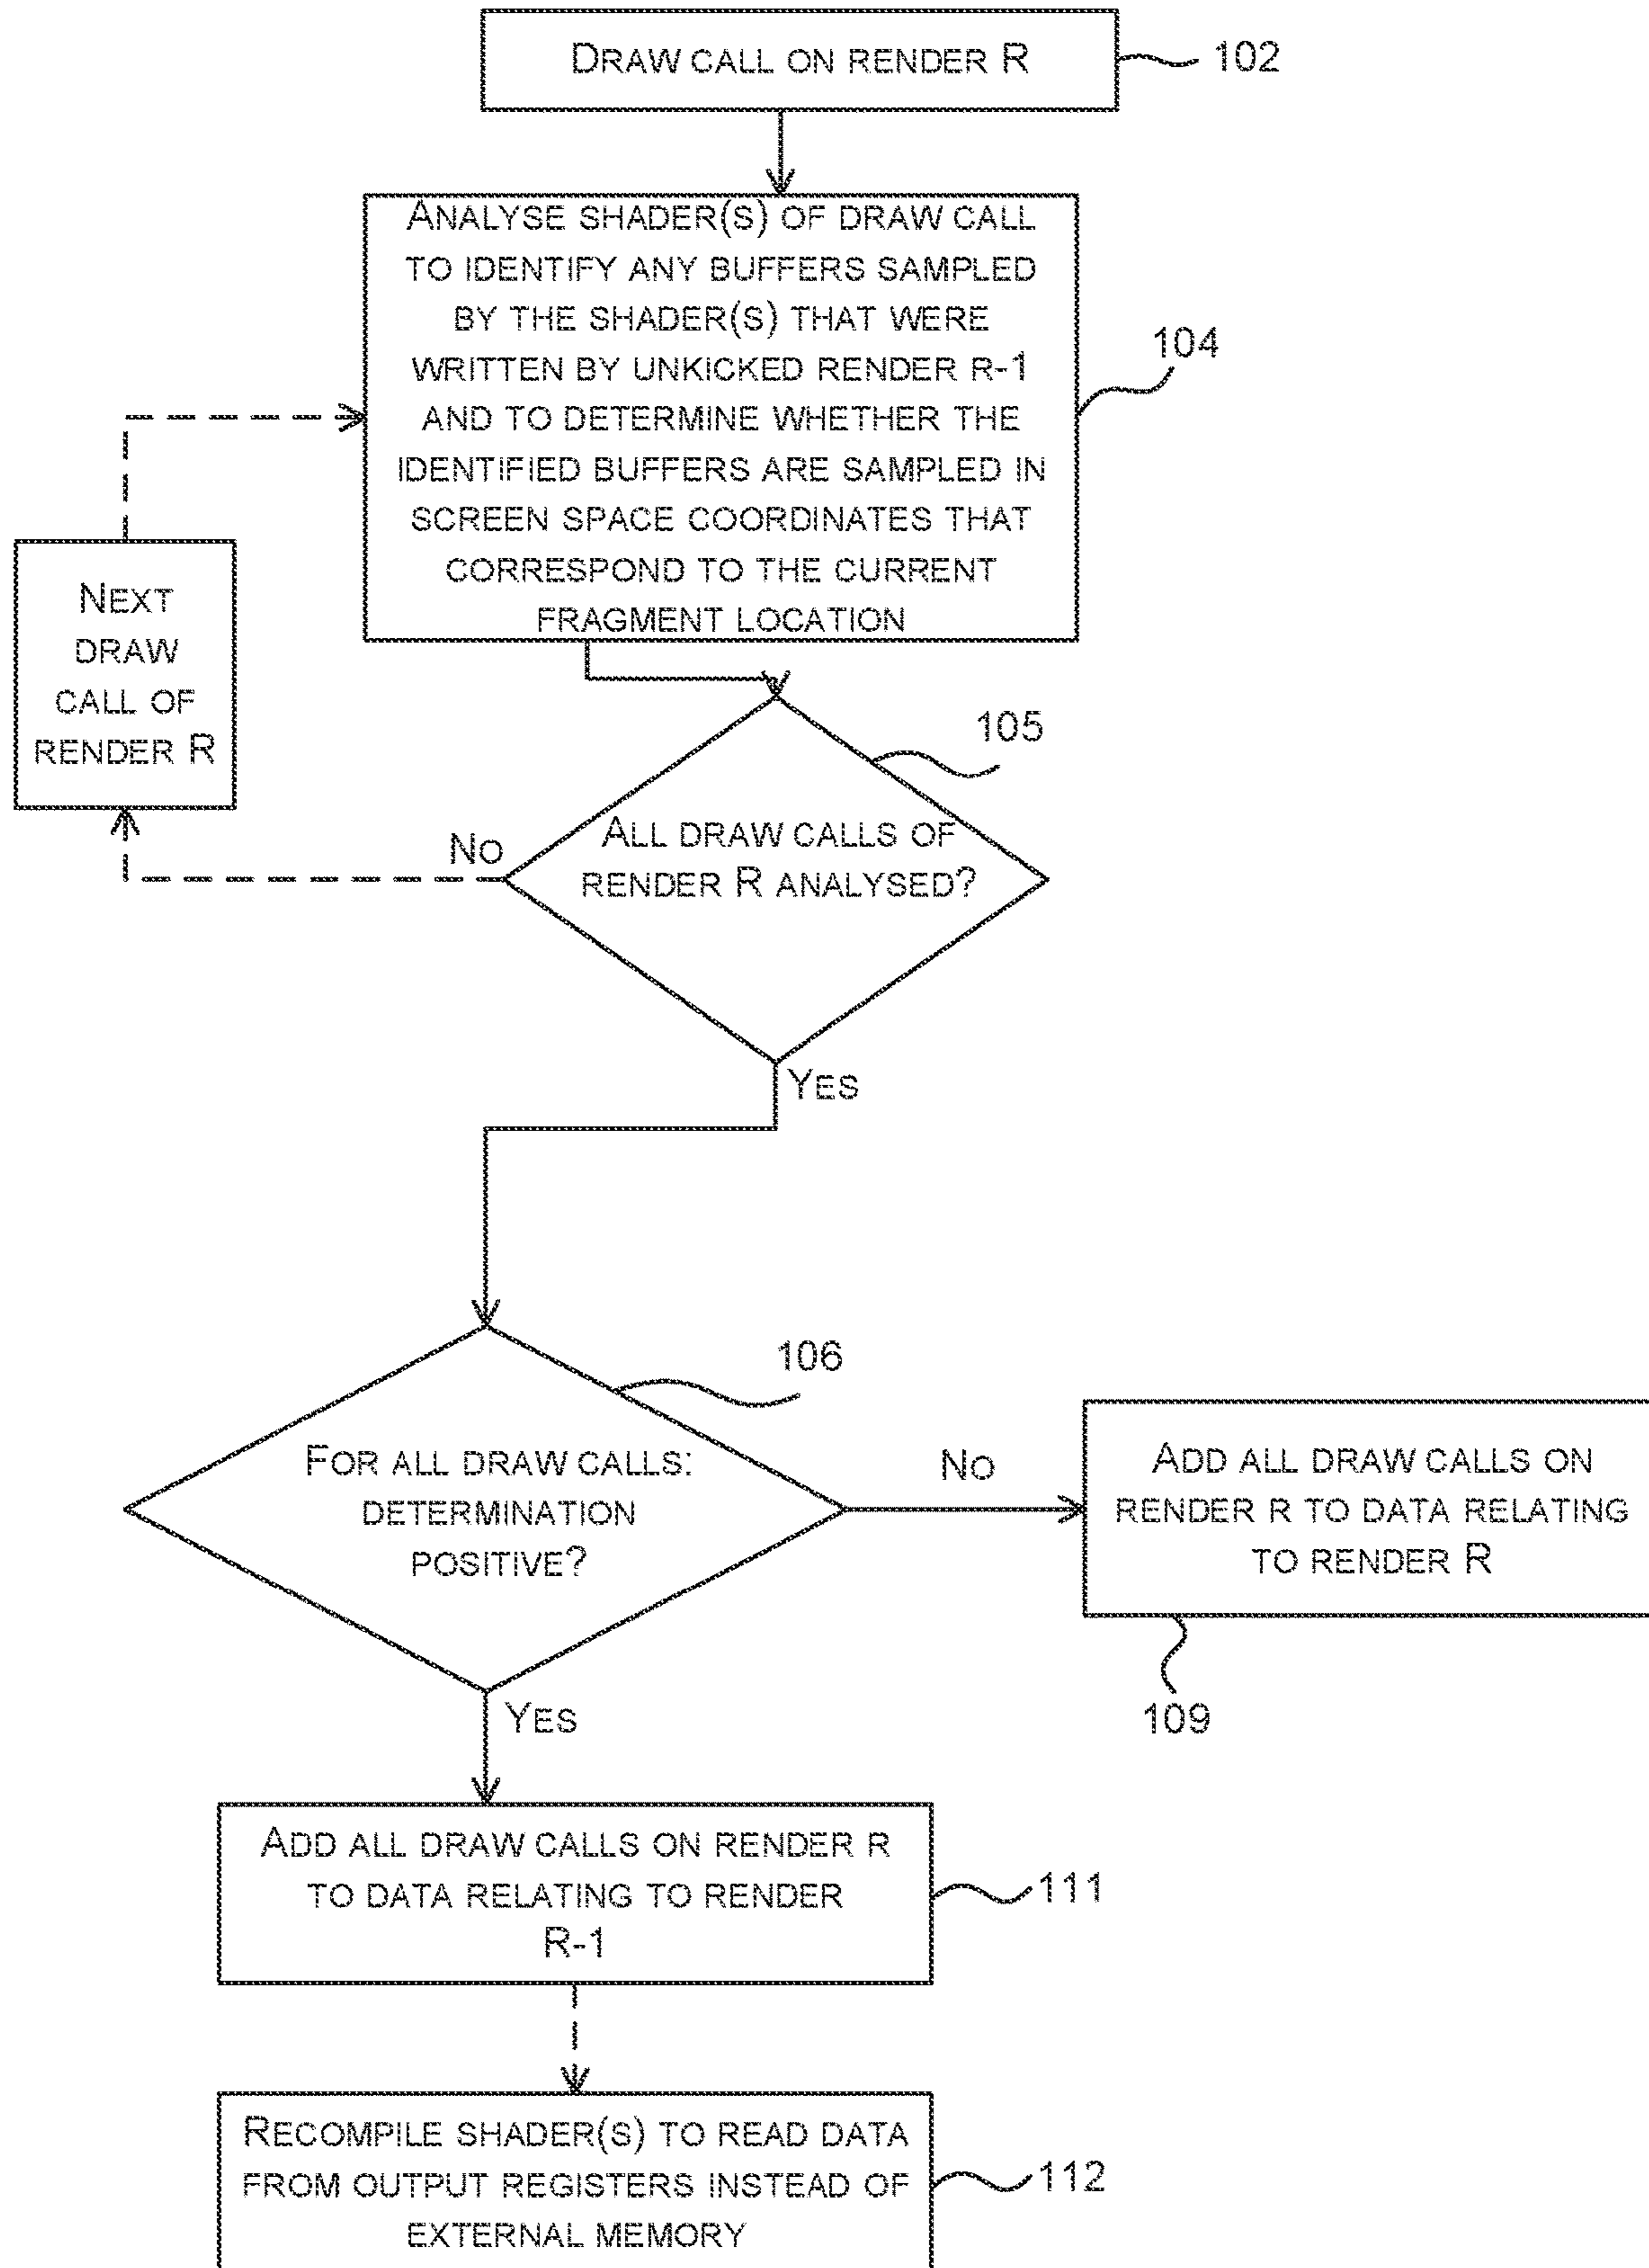 DRAW CALL ON RENDER R
102
ANALYSE SHADER(S) OF DRAW CALL
TO IDENTIFY ANY BUFFERS SAMPLED
BY THE SHADER(S) THAT WERE
WRITTEN BY UNKICKED RENDER R-1
AND TO DETERMINE WHETHER THE
IDENTIFIED BUFFERS ARE SAMPLED IN
SCREEN SPACE COORDINATES THAT
CORRESPOND TO THE CURRENT
FRAGMENT LOCATION
104
NEXT
DRAW
CALL OF
RENDER R
105
ALL DRAW CALLS OF
RENDER R ANALYSED?
NO
YES
106
FOR ALL DRAW CALLS:
DETERMINATION
POSITIVE?
NO
ADD ALL DRAW CALLS ON
RENDER R TO DATA RELATING
TO RENDER R
109
YES
ADD ALL DRAW CALLS ON RENDER R
TO DATA RELATING TO RENDER
R-1
111
RECOMPILE SHADER(S) TO READ DATA
FROM OUTPUT REGISTERS INSTEAD OF
EXTERNAL MEMORY
112